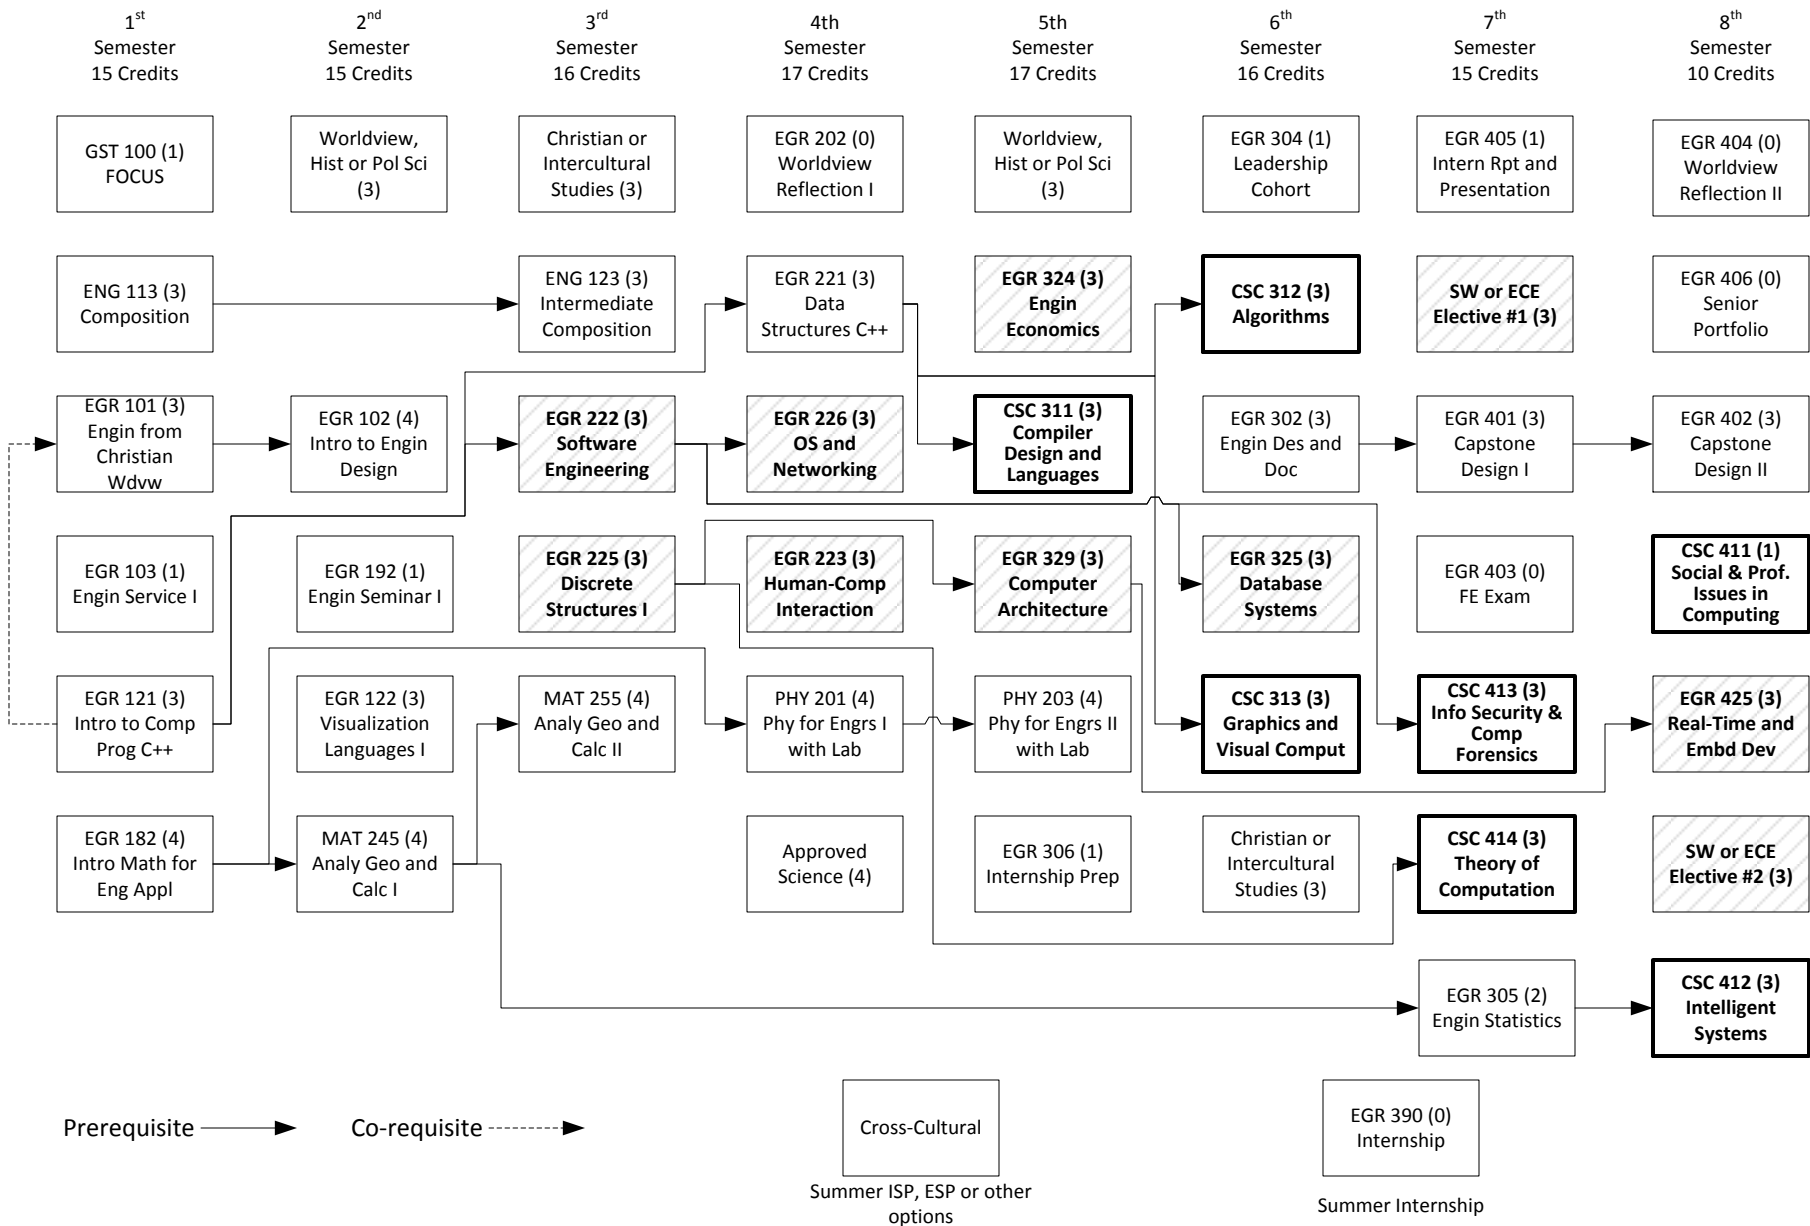 1st
Semester
15 Credits
2nd
Semester
15 Credits
3rd
Semester
16 Credits
4th
Semester
17 Credits
5th
Semester
17 Credits
6th
Semester
16 Credits
7th
Semester
15 Credits
8th
Semester
10 Credits
GST 100 (1)
FOCUS
Worldview,
Hist or Pol Sci
(3)
Christian or
Intercultural
Studies (3)
EGR 202 (0)
Worldview
Reflection I
Worldview,
Hist or Pol Sci
(3)
EGR 304 (1)
Leadership
Cohort
EGR 405 (1)
Intern Rpt and
Presentation
EGR 404 (0)
Worldview
Reflection II
ENG 113 (3)
Composition
ENG 123 (3)
Intermediate
Composition
EGR 221 (3)
Data
Structures C++
EGR 324 (3)
Engin
Economics
CSC 312 (3)
Algorithms
SW or ECE
Elective #1 (3)
EGR 406 (0)
Senior
Portfolio
EGR 101 (3)
Engin from
Christian
Wdvw
EGR 102 (4)
Intro to Engin
Design
EGR 222 (3)
Software
Engineering
EGR 226 (3)
OS and
Networking
CSC 311 (3)
Compiler
Design and
Languages
EGR 302 (3)
Engin Des and
Doc
EGR 401 (3)
Capstone
Design I
EGR 402 (3)
Capstone
Design II
EGR 103 (1)
Engin Service I
EGR 192 (1)
Engin Seminar I
EGR 225 (3)
Discrete
Structures I
EGR 223 (3)
Human-Comp
Interaction
EGR 329 (3)
Computer
Architecture
EGR 325 (3)
Database
Systems
EGR 403 (0)
FE Exam
CSC 411 (1)
Social & Prof.
Issues in
Computing
EGR 121 (3)
Intro to Comp
Prog C++
EGR 122 (3)
Visualization
Languages I
MAT 255 (4)
Analy Geo and
Calc II
PHY 201 (4)
Phy for Engrs I
with Lab
PHY 203 (4)
Phy for Engrs II
with Lab
CSC 313 (3)
Graphics and
Visual Comput
CSC 413 (3)
Info Security &
Comp
Forensics
EGR 425 (3)
Real-Time and
Embd Dev
EGR 182 (4)
Intro Math for
Eng Appl
MAT 245 (4)
Analy Geo and
Calc I
Approved
Science (4)
EGR 306 (1)
Internship Prep
Christian or
Intercultural
Studies (3)
CSC 414 (3)
Theory of
Computation
SW or ECE
Elective #2 (3)
EGR 305 (2)
Engin Statistics
CSC 412 (3)
Intelligent
Systems
Prerequisite
Co-requisite
Cross-Cultural
Summer ISP, ESP or other
options
EGR 390 (0)
Internship
Summer Internship